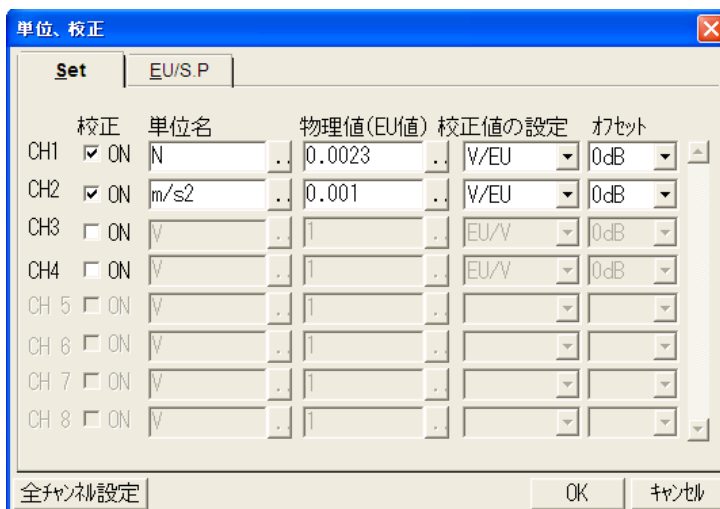 単位、校正
Set EU/S.P
校正 単位名 物理値(EU値) 校正値の設定 オフセット
CH1 ON N .. 0.0023 .. V/EU 0dB
CH2 ON m/s2 .. 0.001 .. V/EU 0dB
CH3 ON V .. 1 .. EU/V 0dB
CH4 ON V .. 1 .. EU/V 0dB
CH 5 ON V .. 1 ..
CH 6 ON V .. 1 ..
CH 7 ON V .. 1 ..
CH 8 ON V .. 1 ..
全チャンネル設定 OK キャンセル